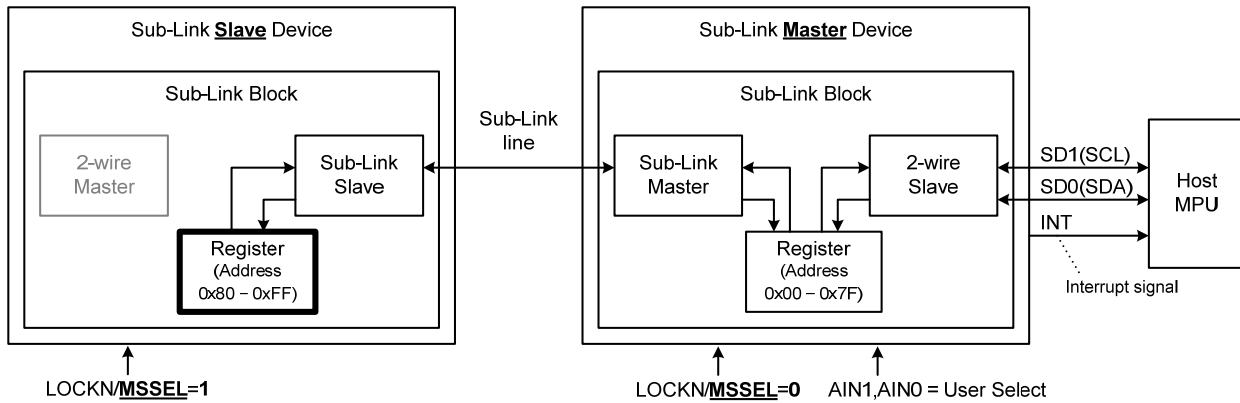 Sub-Link Slave Device
Sub-Link Block
2-wire
Master
Sub-Link
Slave
Register
(Address
0x80 – 0xFF)
LOCKN/MSSEL=1
Sub-Link
line
Sub-Link Master Device
Sub-Link Block
Sub-Link
Master
2-wire
Slave
Register
(Address
0x00 – 0x7F)
LOCKN/MSSEL=0
AIN1,AIN0 = User Select
SD1(SCL)
SD0(SDA)
INT
Interrupt signal
Host
MPU